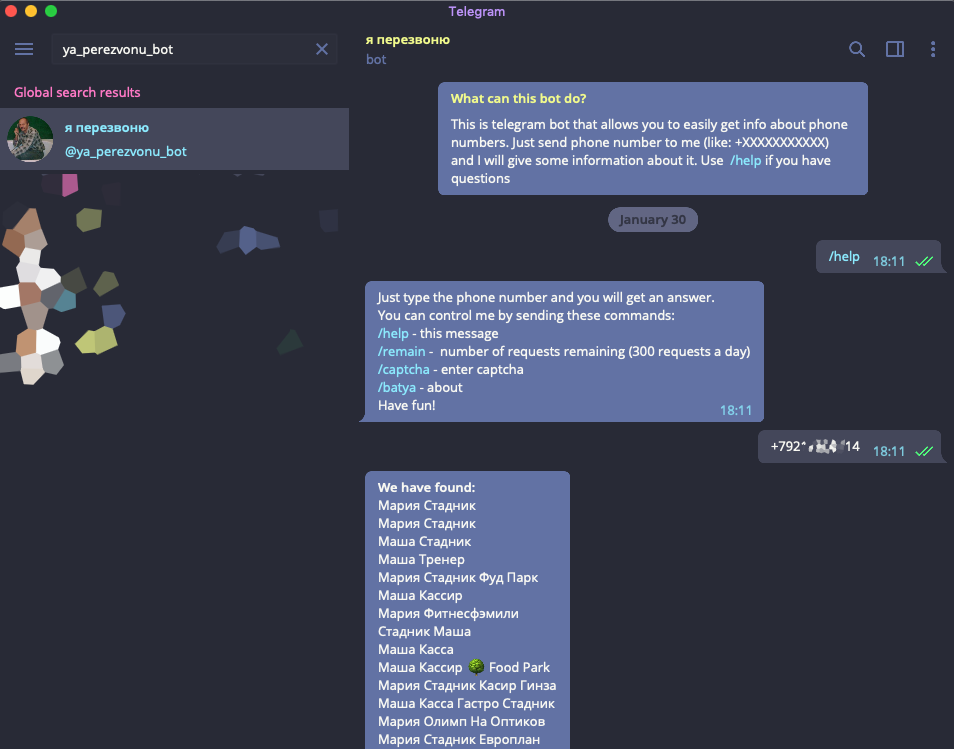 Telegram
ya_perezvonu_bot
Global search results
я перезвоню
@ya_perezvonu_bot
я перезвоню
bot
What can this bot do?
This is telegram bot that allows you to easily get info about phone
numbers. Just send phone number to me (like: +XXXXXXXXXXX)
and I will give some information about it. Use /help if you have
questions
January 30
/help 18:11
Just type the phone number and you will get an answer.
You can control me by sending these commands:
/help - this message
/remain - number of requests remaining (300 requests a day)
/captcha - enter captcha
/batya - about
Have fun!
18:11
+792 14 18:11
We have found:
Мария Стадник
Мария Стадник
Маша Стадник
Маша Тренер
Мария Стадник Фуд Парк
Маша Кассир
Мария Фитнесфэмили
Стадник Маша
Маша Касса
Маша Кассир 🌳 Food Park
Мария Стадник Касир Гинза
Маша Касса Гастро Стадник
Мария Олимп На Оптиков
Мария Стадник Европлан